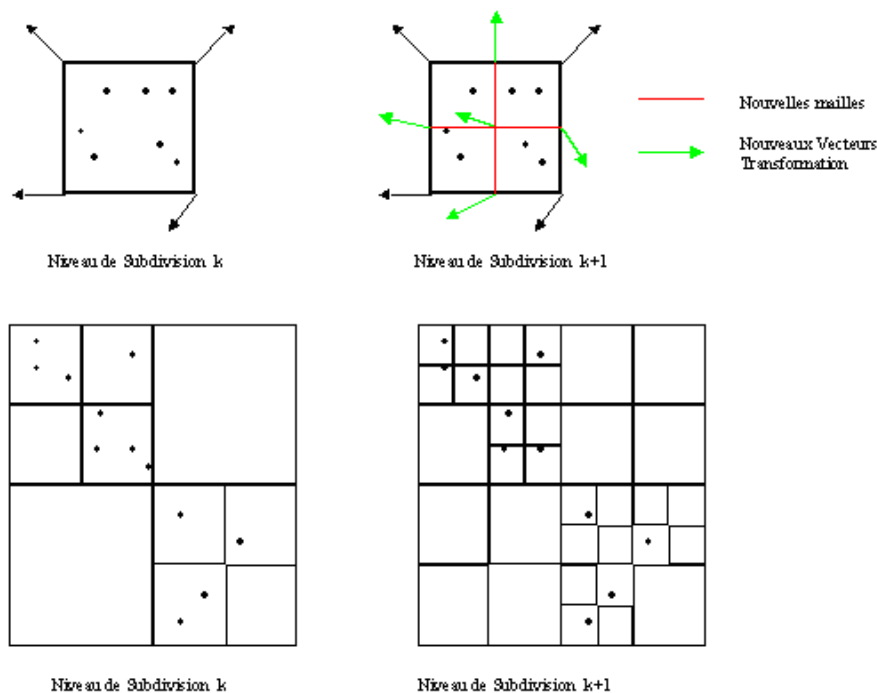 Nouvelles mailles
Nouveaux Vecteurs
Transformation
Niveau de Subdivision k
Niveau de Subdivision k+1
Niveau de Subdivision k
Niveau de Subdivision k+1